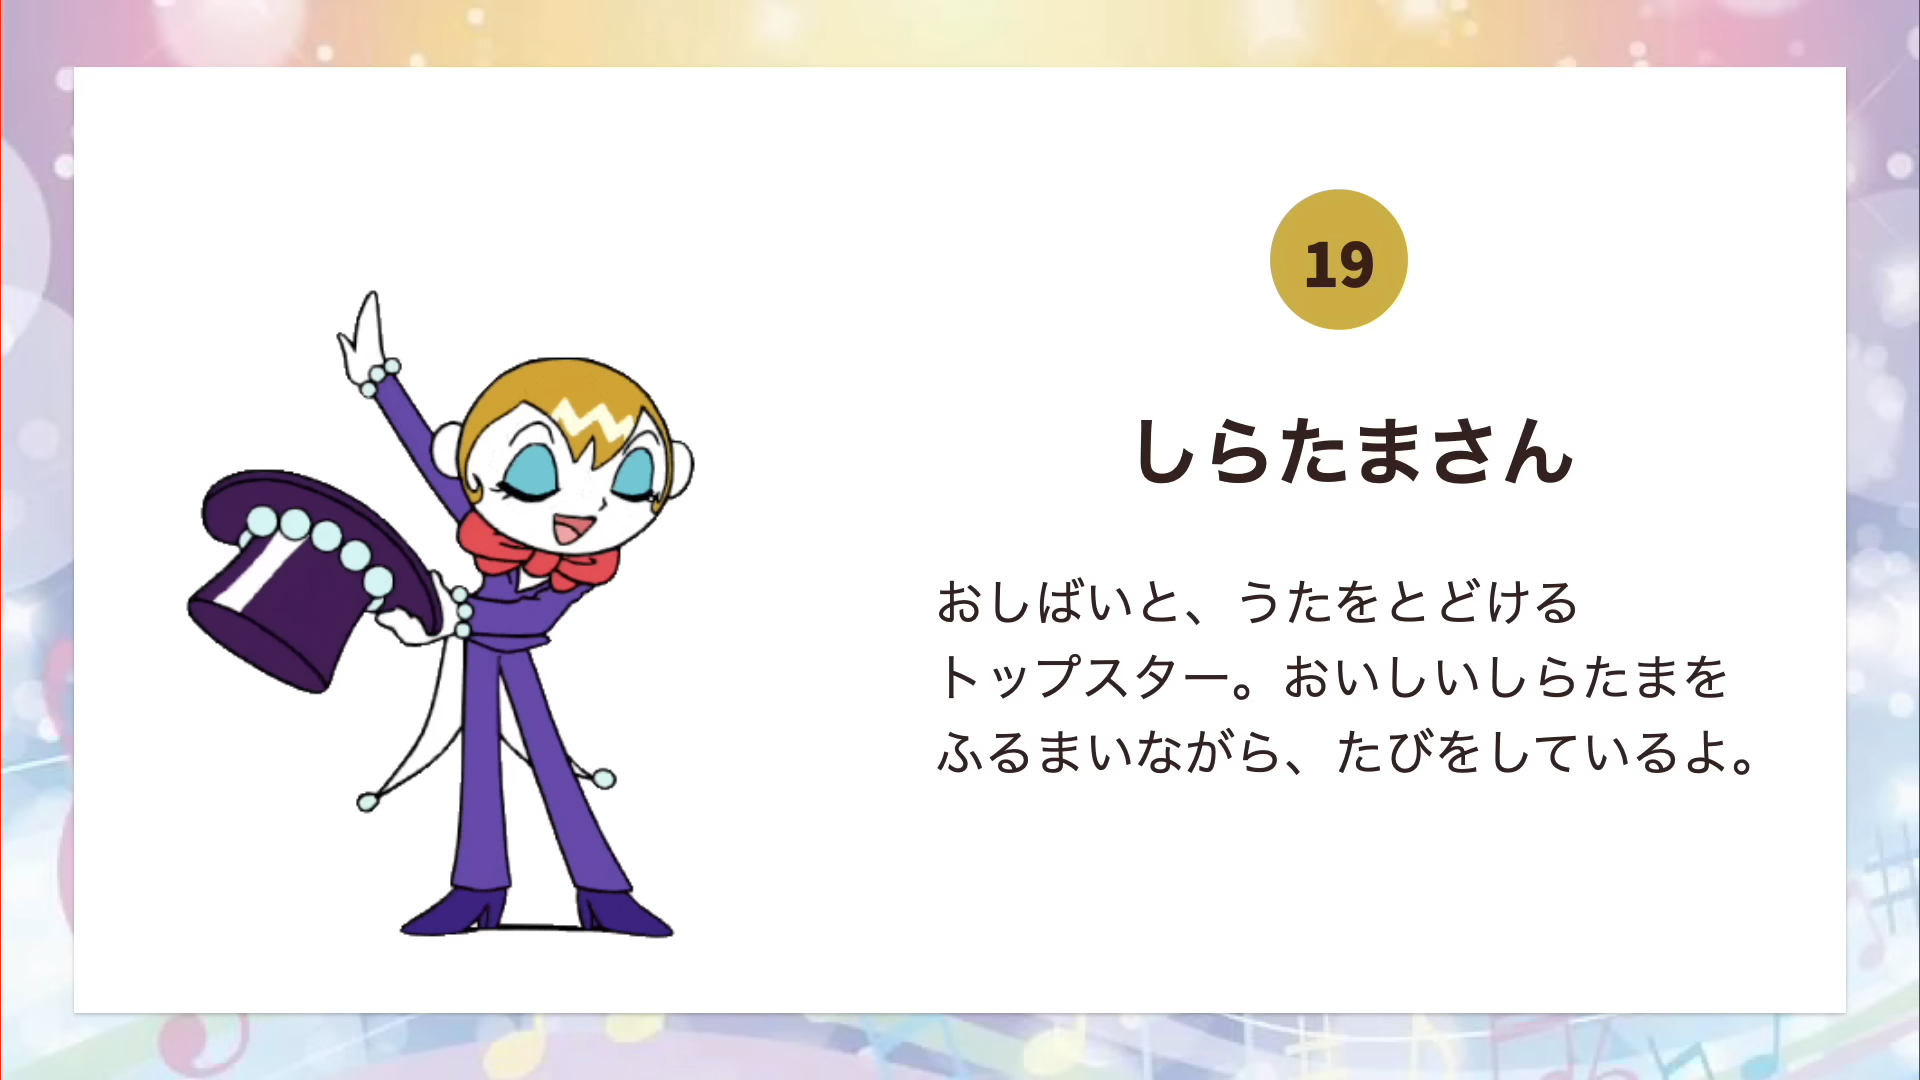 19
しらたまさん
おしばいと、うたをとどける
トップスター。おいしいしらたまを
ふるまいながら、たびをしているよ。